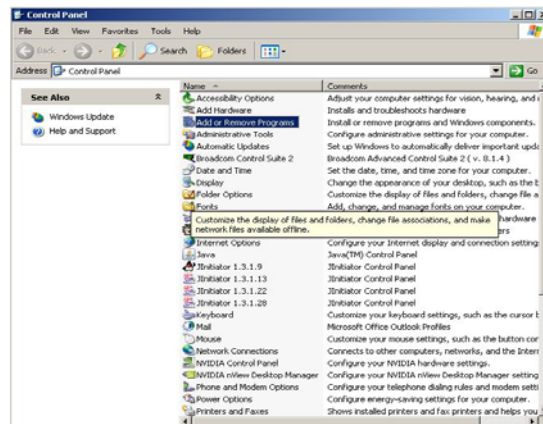 Control Panel
File Edit View Favorites Tools Help
Back Search Folders
Address Control Panel Go
See Also
Windows Update
Help and Support
Name Comments
Accessibility Options Adjust your computer settings for vision, hearing, and
Add Hardware Installs and troubleshoots hardware
Add or Remove Programs Install or remove programs and Windows components.
Administrative Tools Configure administrative settings for your computer.
Automatic Updates Set up Windows to automatically deliver important upda
Broadcom Control Suite 2 Broadcom Advanced Control Suite 2 ( v. 8.1.4 )
Date and Time Set the date, time, and time zone for your computer.
Display Change the appearance of your desktop, such as the b
Folder Options Customize the display of files and folders, change file a
Fonts Add, change, and manage fonts on your computer.
hardware
Customize the display of files and folders, change file associations, and make
network files available offline.
ers
Internet Options Configure your Internet display and connection setting
Java Java(TM) Control Panel
JInitiator 1.3.1.9 JInitiator Control Panel
JInitiator 1.3.1.13 JInitiator Control Panel
JInitiator 1.3.1.22 JInitiator Control Panel
JInitiator 1.3.1.28 JInitiator Control Panel
Keyboard Customize your keyboard settings, such as the cursor b
Mail Microsoft Office Outlook Profiles
Mouse Customize your mouse settings, such as the button con
Network Connections Connects to other computers, networks, and the Intern
NVIDIA Control Panel Configure your NVIDIA hardware settings.
NVIDIA nView Desktop Manager Configure your NVIDIA nView Desktop Manager setting
Phone and Modem Options Configure your telephone dialing rules and modem setti
Power Options Configure energy-saving settings for your computer.
Printers and Faxes Shows installed printers and fax printers and helps you